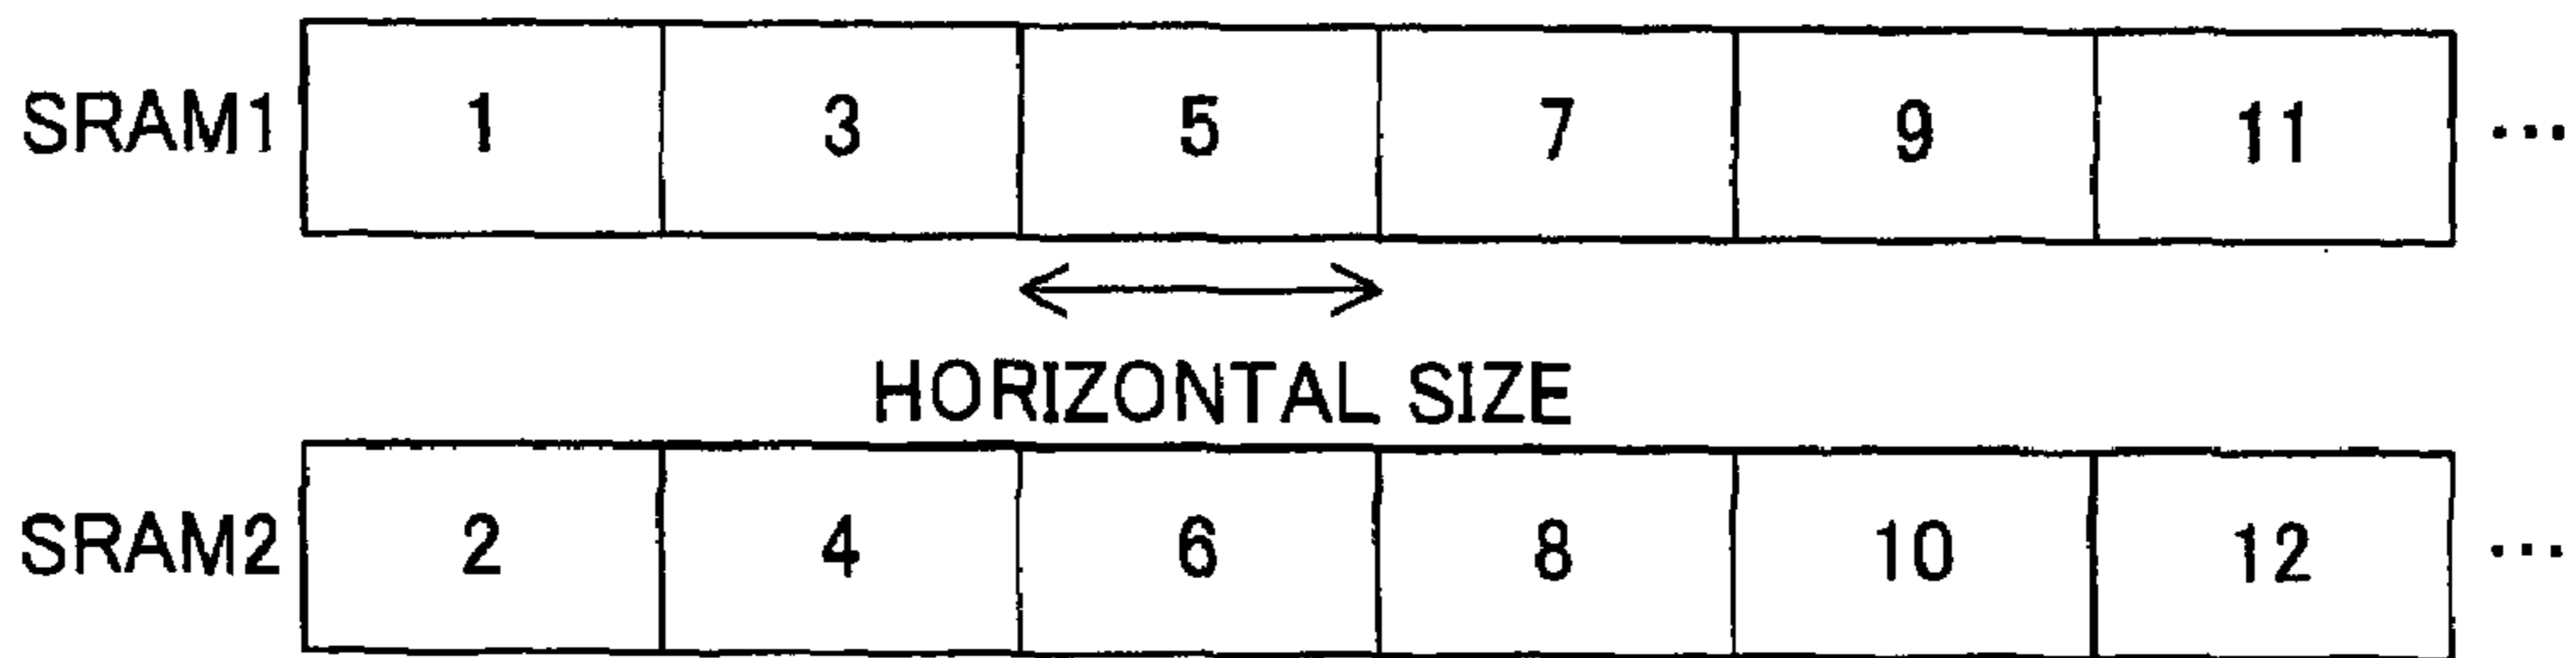 SRAM1 1 3 5 7 9 11 ...
HORIZONTAL SIZE
SRAM2 2 4 6 8 10 12 ...